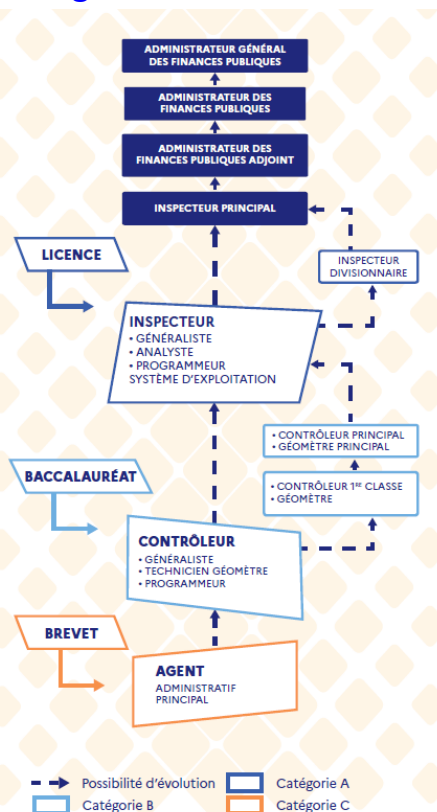 ADMINISTRATEUR GÉNÉRAL
DES FINANCES PUBLIQUES
ADMINISTRATEUR DES
FINANCES PUBLIQUES
ADMINISTRATEUR DES
FINANCES PUBLIQUES ADJOINT
INSPECTEUR PRINCIPAL
LICENCE
INSPECTEUR
DIVISIONNAIRE
INSPECTEUR
• GÉNÉRALISTE
• ANALYSTE
• PROGRAMMEUR
SYSTÈME D'EXPLOITATION
• CONTRÔLEUR PRINCIPAL
• GÉOMÈTRE PRINCIPAL
BACCALAURÉAT
• CONTRÔLEUR 1RE CLASSE
• GÉOMÈTRE
CONTRÔLEUR
• GÉNÉRALISTE
• TECHNICIEN GÉOMÈTRE
• PROGRAMMEUR
BREVET
AGENT
ADMINISTRATIF
PRINCIPAL
Possibilité d'évolution
Catégorie A
Catégorie B
Catégorie C